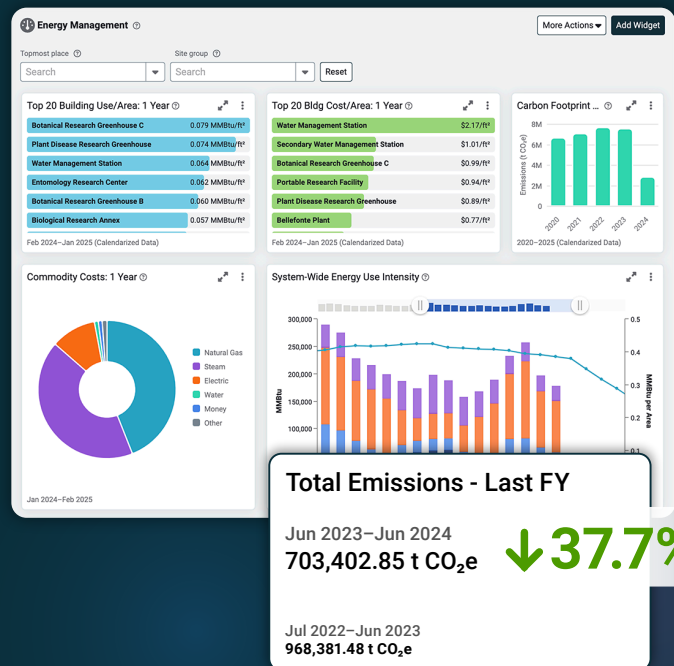 Energy Management
More Actions
Add Widget
Topmost place
Site group
Search
Search
Reset
Top 20 Building Use/Area: 1 Year
Botanical Research Greenhouse C 0.079 MMBtu/ft²
Plant Disease Research Greenhouse 0.074 MMBtu/ft²
Water Management Station 0.064 MMBtu/ft²
Entomology Research Center 0.062 MMBtu/ft²
Botanical Research Greenhouse B 0.060 MMBtu/ft²
Biological Research Annex 0.057 MMBtu/ft²
Feb 2024–Jan 2025 (Calendarized Data)
Top 20 Bldg Cost/Area: 1 Year
Water Management Station $2.17/ft²
Secondary Water Management Station $1.01/ft²
Botanical Research Greenhouse C $0.99/ft²
Portable Research Facility $0.94/ft²
Plant Disease Research Greenhouse $0.89/ft²
Bellefonte Plant $0.77/ft²
Feb 2024–Jan 2025 (Calendarized Data)
Carbon Footprint ...
Emissions (t CO₂e)
8M
6M
4M
2M
0
2020 2021 2022 2023 2024
2020–2025 (Calendarized Data)
Commodity Costs: 1 Year
Natural Gas
Steam
Electric
Water
Money
Other
Jan 2024–Feb 2025
System-Wide Energy Use Intensity
MMBtu
300,000
250,000
200,000
150,000
100,000
0.5
0.4
0.3
0.2
0.1
MMBtu per Area
Total Emissions - Last FY
Jun 2023–Jun 2024
703,402.85 t CO₂e
↓37.7%
Jul 2022–Jun 2023
968,381.48 t CO₂e